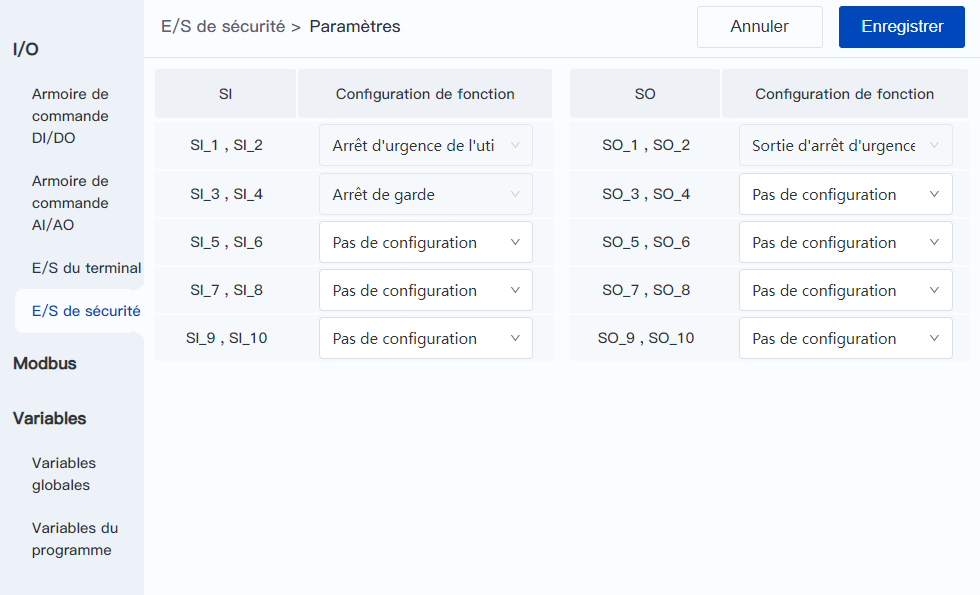 I/O
Armoire de
commande
DI/DO
Armoire de
commande
AI/AO
E/S du terminal
E/S de sécurité
Modbus
Variables
Variables
globales
Variables du
programme
E/S de sécurité > Paramètres
Annuler
Enregistrer
SI
Configuration de fonction
SO
Configuration de fonction
SI_1 , SI_2
Arrêt d'urgence de l'uti
SO_1 , SO_2
Sortie d'arrêt d'urgence
SI_3 , SI_4
Arrêt de garde
SO_3 , SO_4
Pas de configuration
SI_5 , SI_6
Pas de configuration
SO_5 , SO_6
Pas de configuration
SI_7 , SI_8
Pas de configuration
SO_7 , SO_8
Pas de configuration
SI_9 , SI_10
Pas de configuration
SO_9 , SO_10
Pas de configuration